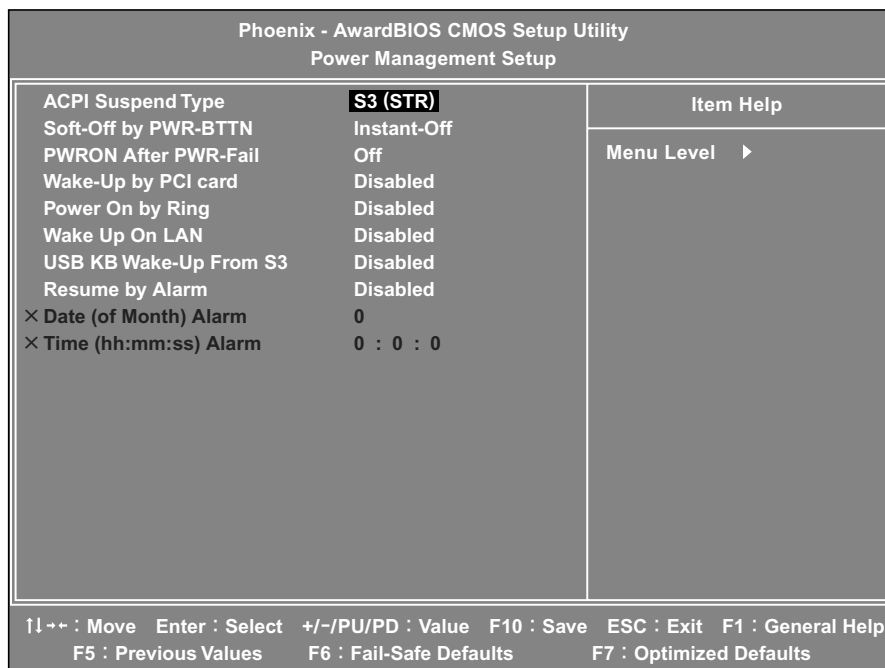 Phoenix - AwardBIOS CMOS Setup Utility
Power Management Setup
ACPI Suspend Type S3 (STR)
Soft-Off by PWR-BTTN Instant-Off
PWRON After PWR-Fail Off
Wake-Up by PCI card Disabled
Power On by Ring Disabled
Wake Up On LAN Disabled
USB KB Wake-Up From S3 Disabled
Resume by Alarm Disabled
× Date (of Month) Alarm 0
× Time (hh:mm:ss) Alarm 0 : 0 : 0
Item Help
Menu Level ▶
↑↓→← : Move Enter : Select +/-/PU/PD : Value F10 : Save ESC : Exit F1 : General Help
F5 : Previous Values F6 : Fail-Safe Defaults F7 : Optimized Defaults